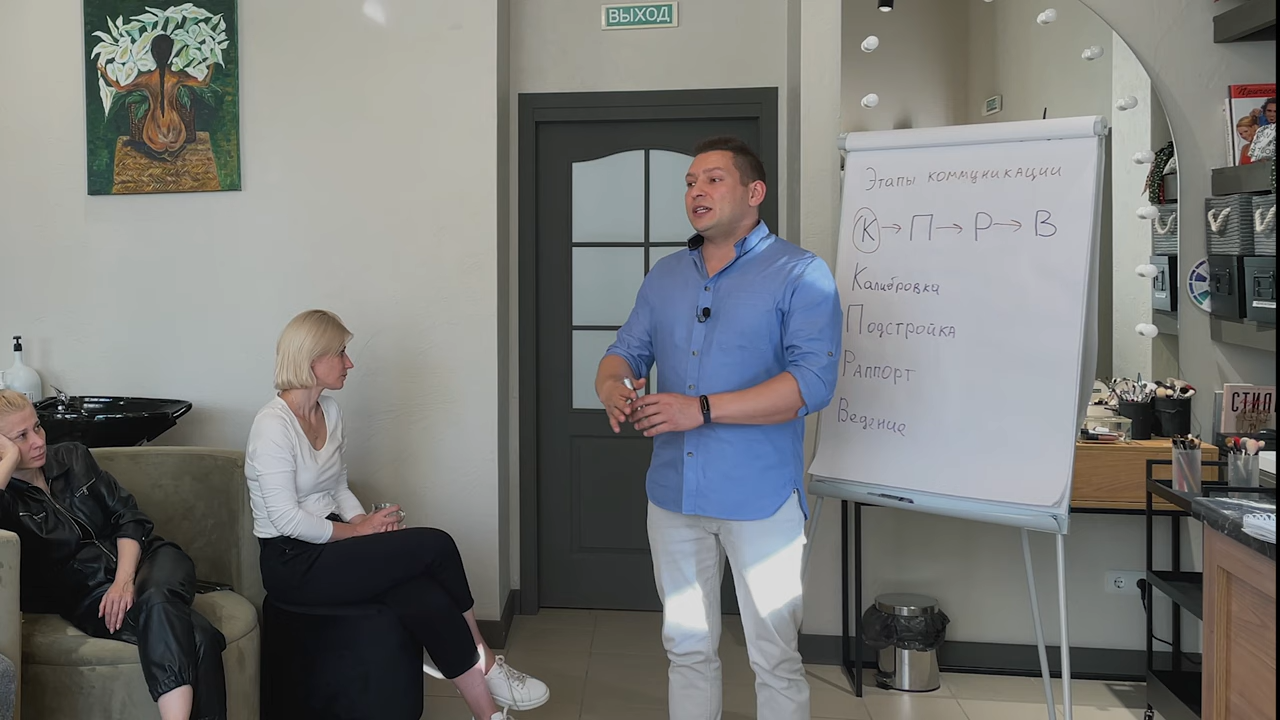 ВЫХОД
Этапы коммуникации
К → П → Р → В
Калибровка
Подстройка
Раппорт
Ведение
СТИЛ